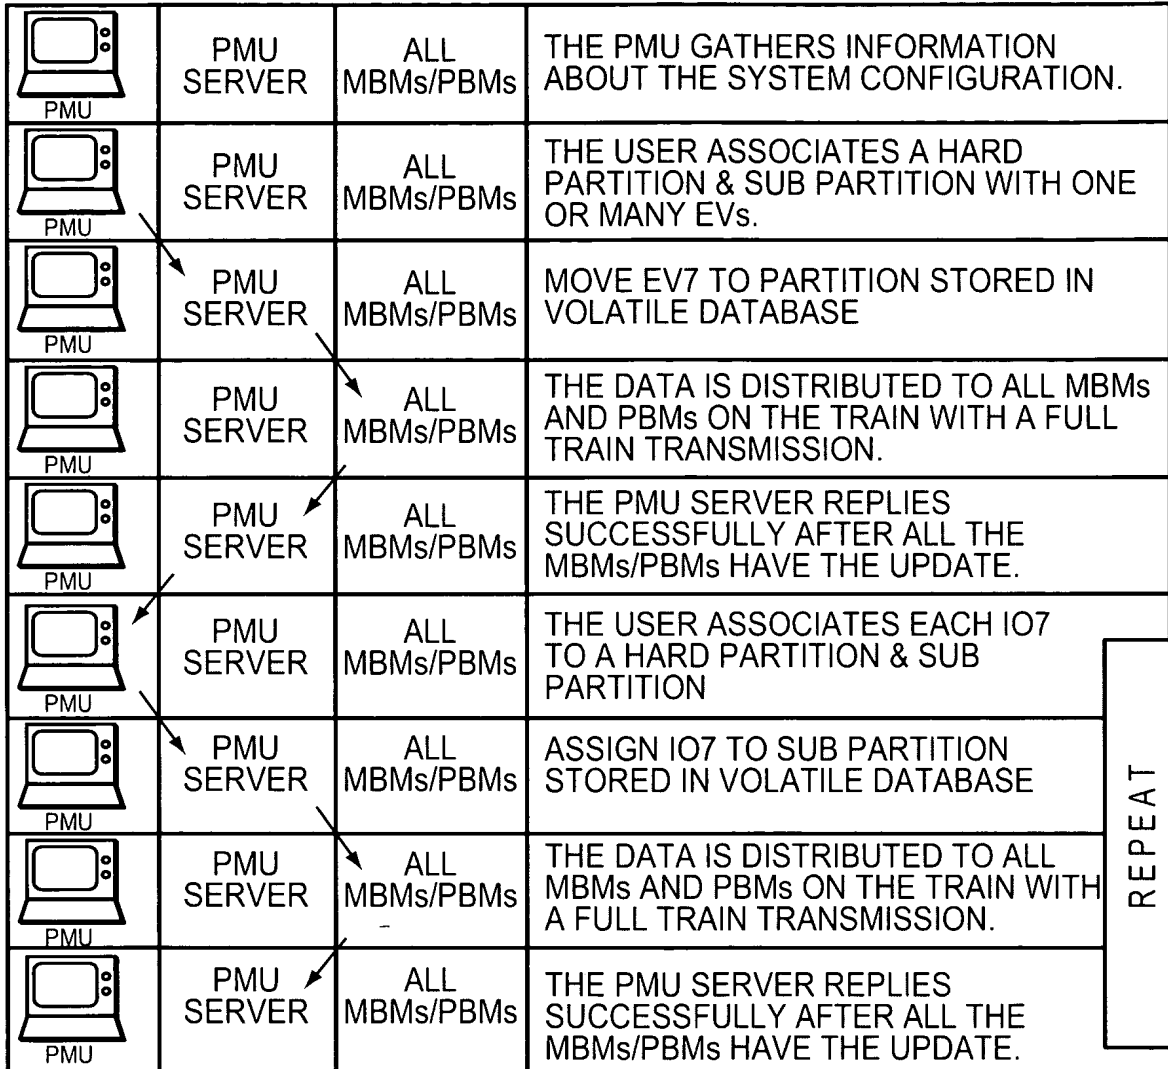 PMU
PMU
SERVER
ALL
MBMs/PBMs
THE PMU GATHERS INFORMATION
ABOUT THE SYSTEM CONFIGURATION.
PMU
PMU
SERVER
ALL
MBMs/PBMs
THE USER ASSOCIATES A HARD
PARTITION & SUB PARTITION WITH ONE
OR MANY EVs.
PMU
PMU
SERVER
ALL
MBMs/PBMs
MOVE EV7 TO PARTITION STORED IN
VOLATILE DATABASE
PMU
PMU
SERVER
ALL
MBMs/PBMs
THE DATA IS DISTRIBUTED TO ALL MBMs
AND PBMs ON THE TRAIN WITH A FULL
TRAIN TRANSMISSION.
PMU
PMU
SERVER
ALL
MBMs/PBMs
THE PMU SERVER REPLIES
SUCCESSFULLY AFTER ALL THE
MBMs/PBMs HAVE THE UPDATE.
PMU
PMU
SERVER
ALL
MBMs/PBMs
THE USER ASSOCIATES EACH IO7
TO A HARD PARTITION & SUB
PARTITION
PMU
PMU
SERVER
ALL
MBMs/PBMs
ASSIGN IO7 TO SUB PARTITION
STORED IN VOLATILE DATABASE
PMU
PMU
SERVER
ALL
MBMs/PBMs
THE DATA IS DISTRIBUTED TO ALL
MBMs AND PBMs ON THE TRAIN WITH
A FULL TRAIN TRANSMISSION.
PMU
PMU
SERVER
ALL
MBMs/PBMs
THE PMU SERVER REPLIES
SUCCESSFULLY AFTER ALL THE
MBMs/PBMs HAVE THE UPDATE.
REPEAT